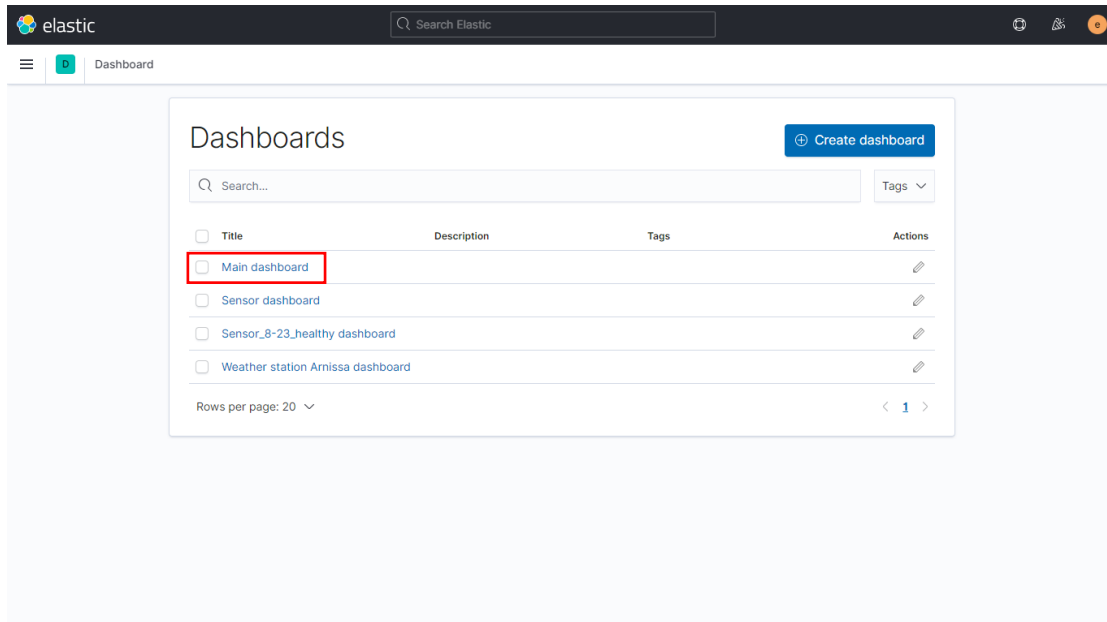 elastic
Search Elastic
e
D
Dashboard
Dashboards
Create dashboard
Search...
Tags
Title Description Tags Actions
Main dashboard
Sensor dashboard
Sensor_8-23_healthy dashboard
Weather station Arnissa dashboard
Rows per page: 20
1